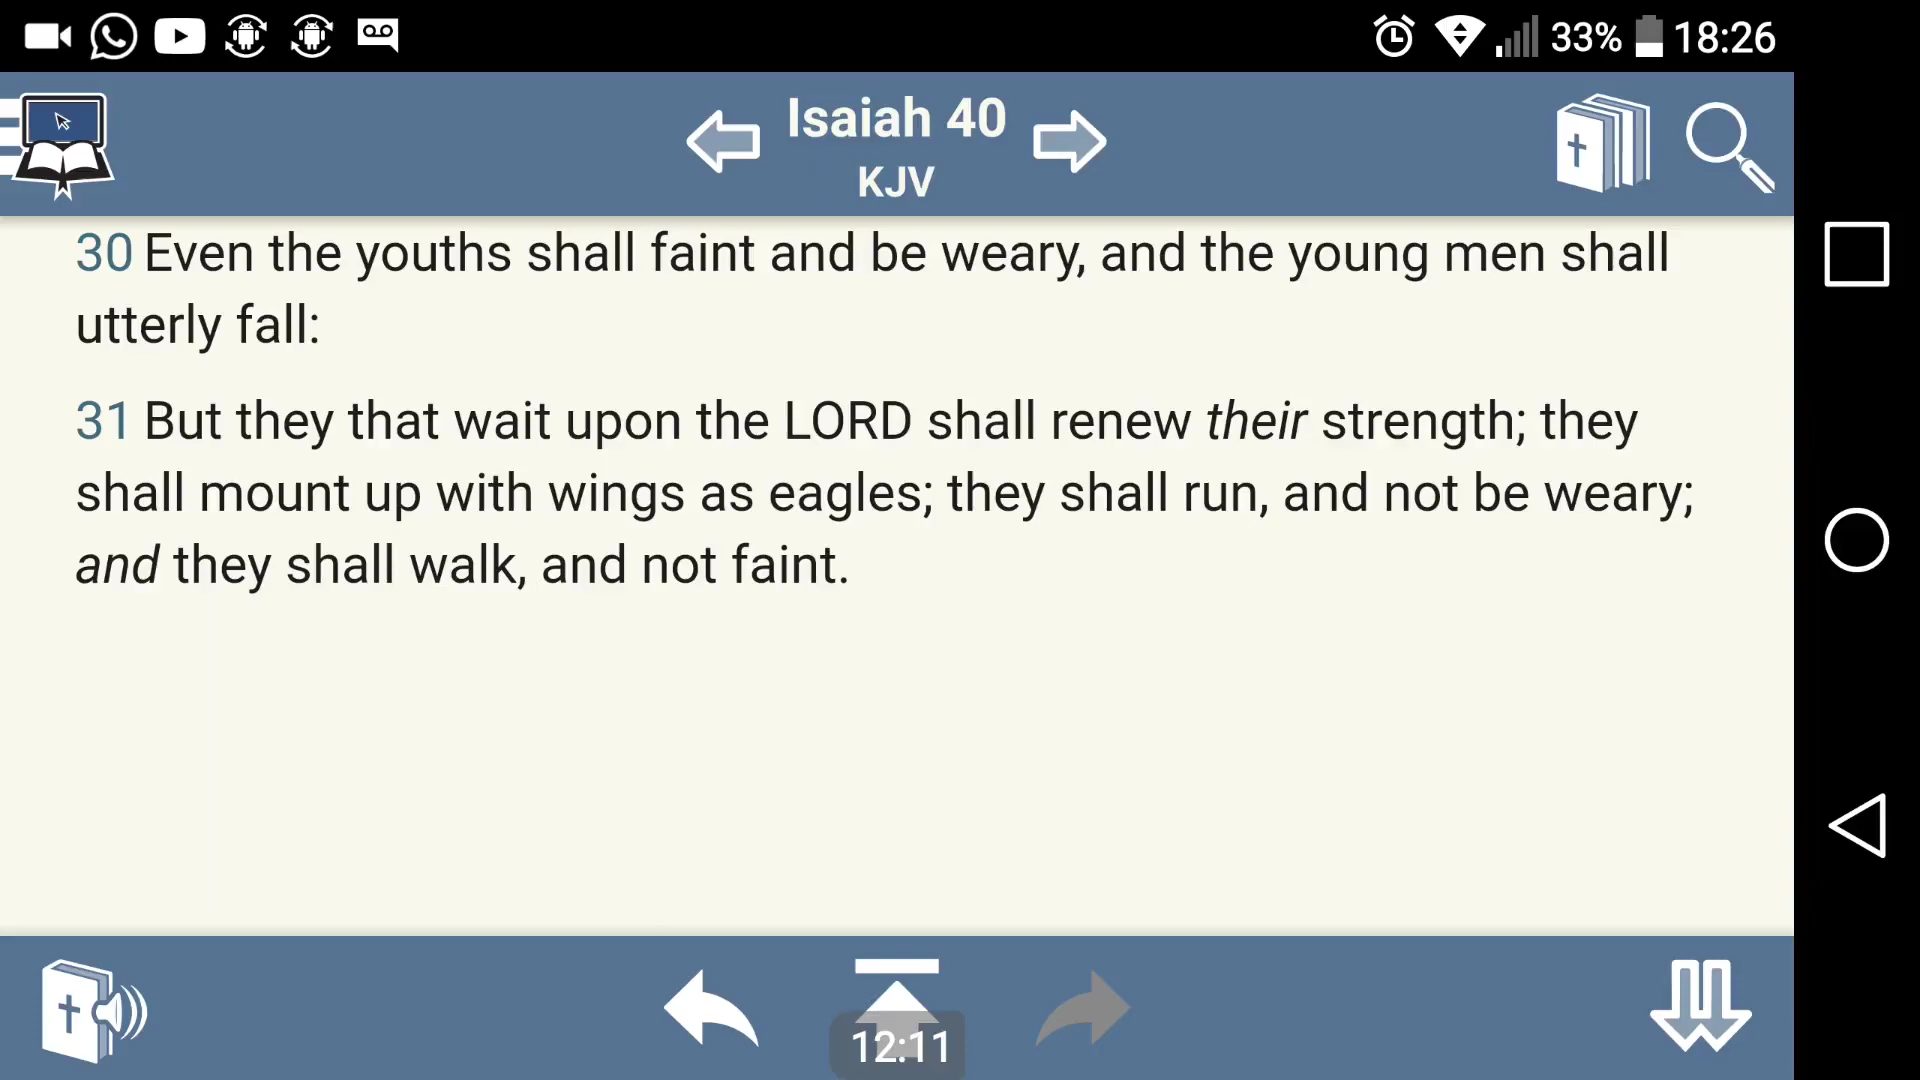 33% 18:26
Isaiah 40
KJV
30 Even the youths shall faint and be weary, and the young men shall
utterly fall:
31 But they that wait upon the LORD shall renew their strength; they
shall mount up with wings as eagles; they shall run, and not be weary;
and they shall walk, and not faint.
12:11